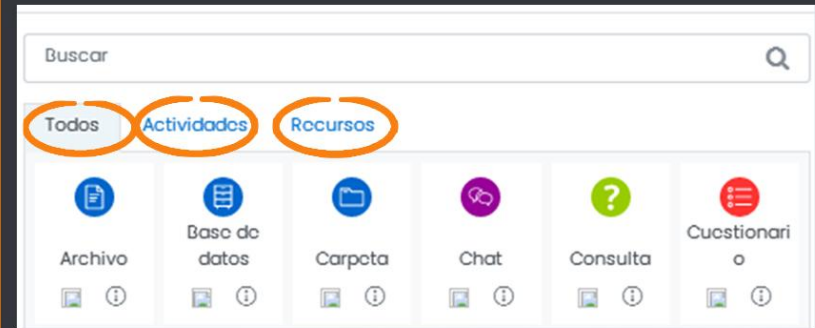 Buscar
Todos Actividades Recursos
Archivo
Base de
datos
Carpeta
Chat
Consulta
Cuestionari
o